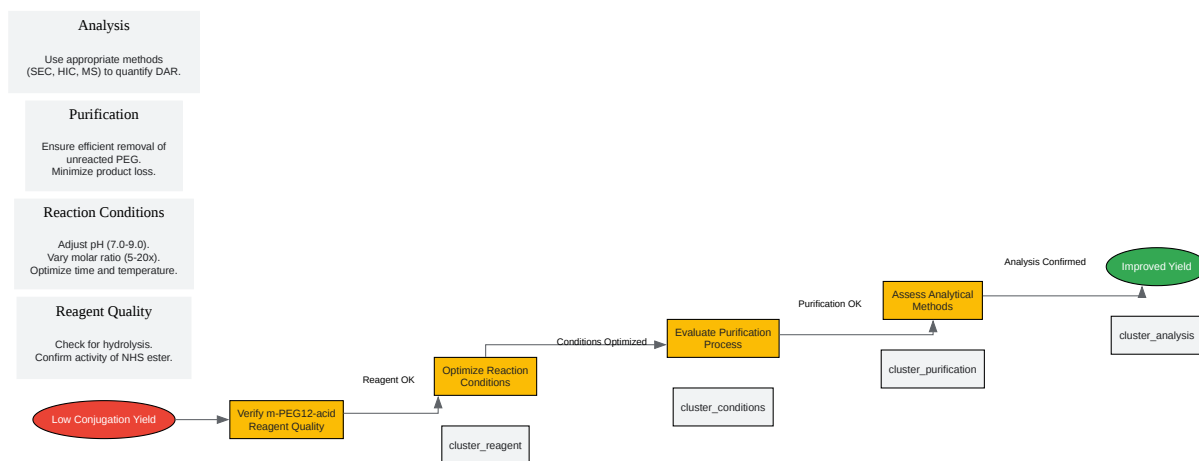 Analysis
Use appropriate methods
(SEC, HIC, MS) to quantify DAR.
Purification
Ensure efficient removal of
unreacted PEG.
Minimize product loss.
Reaction Conditions
Adjust pH (7.0-9.0).
Vary molar ratio (5-20x).
Optimize time and temperature.
Reagent Quality
Check for hydrolysis.
Confirm activity of NHS ester.
Low Conjugation Yield
Verify m-PEG12-acid
Reagent Quality
Reagent OK
Optimize Reaction
Conditions
cluster_reagent
Conditions Optimized
Evaluate Purification
Process
cluster_conditions
Purification OK
Assess Analytical
Methods
cluster_purification
Analysis Confirmed
Improved Yield
cluster_analysis